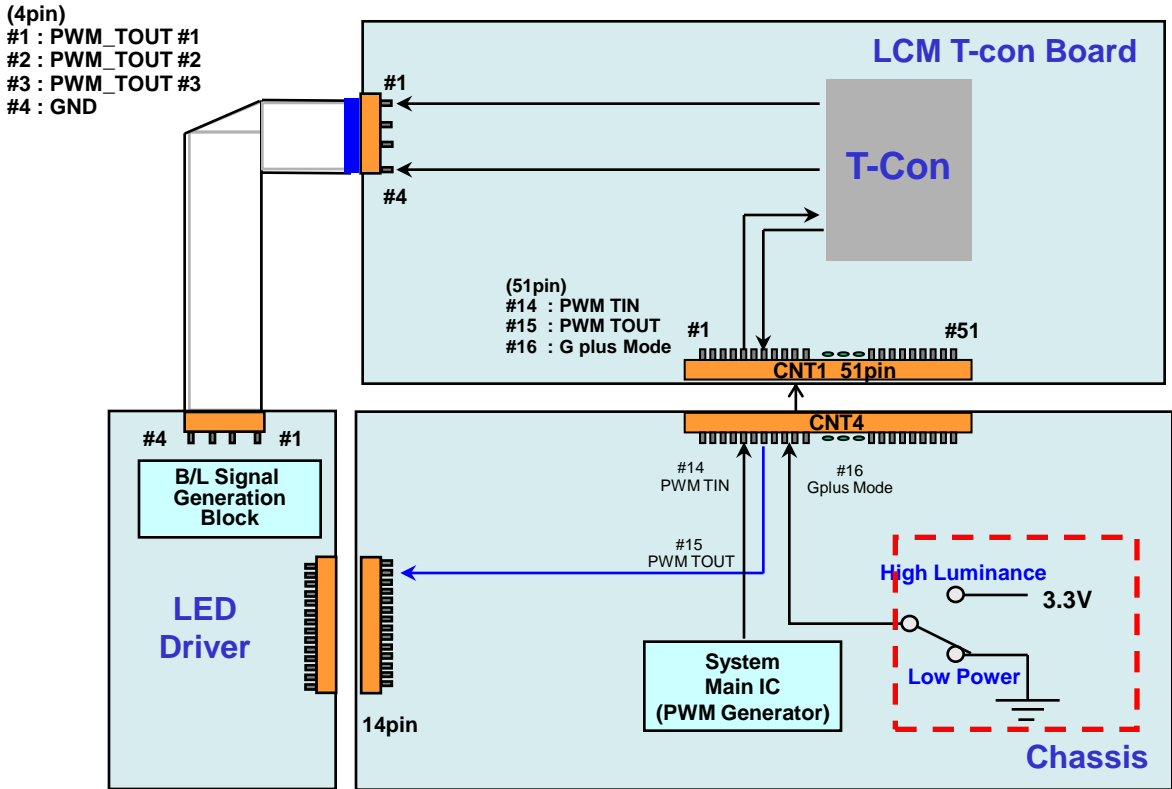 (4pin)
#1 : PWM_TOUT #1
#2 : PWM_TOUT #2
#3 : PWM_TOUT #3
#4 : GND
LCM T-con Board
#1
T-Con
#4
(51pin)
#14 : PWM TIN
#15 : PWM TOUT
#16 : G plus Mode
#1
#51
CNT1 51pin
CNT4
#4
#1
B/L Signal
Generation
Block
#14
PWM TIN
#16
Gplus Mode
#15
PWM TOUT
High Luminance
3.3V
LED
Driver
System
Main IC
(PWM Generator)
Low Power
14pin
Chassis